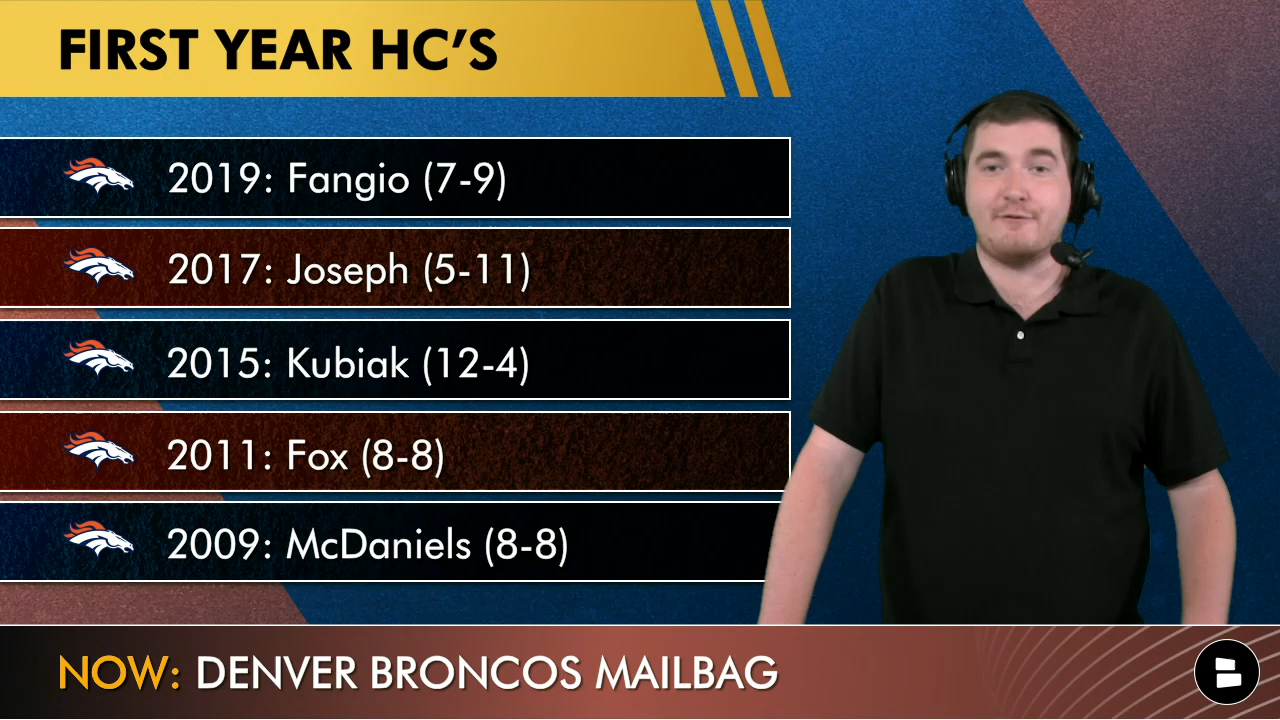 FIRST YEAR HC’S
2019: Fangio (7-9)
2017: Joseph (5-11)
2015: Kubiak (12-4)
2011: Fox (8-8)
2009: McDaniels (8-8)
NOW: DENVER BRONCOS MAILBAG